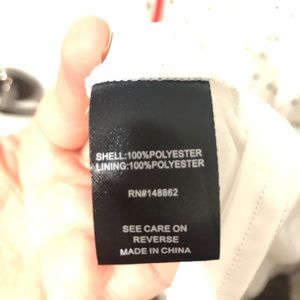 SHELL:100%POLYESTER
LINING:100%POLYESTER
RN#148862
SEE CARE ON
REVERSE
MADE IN CHINA